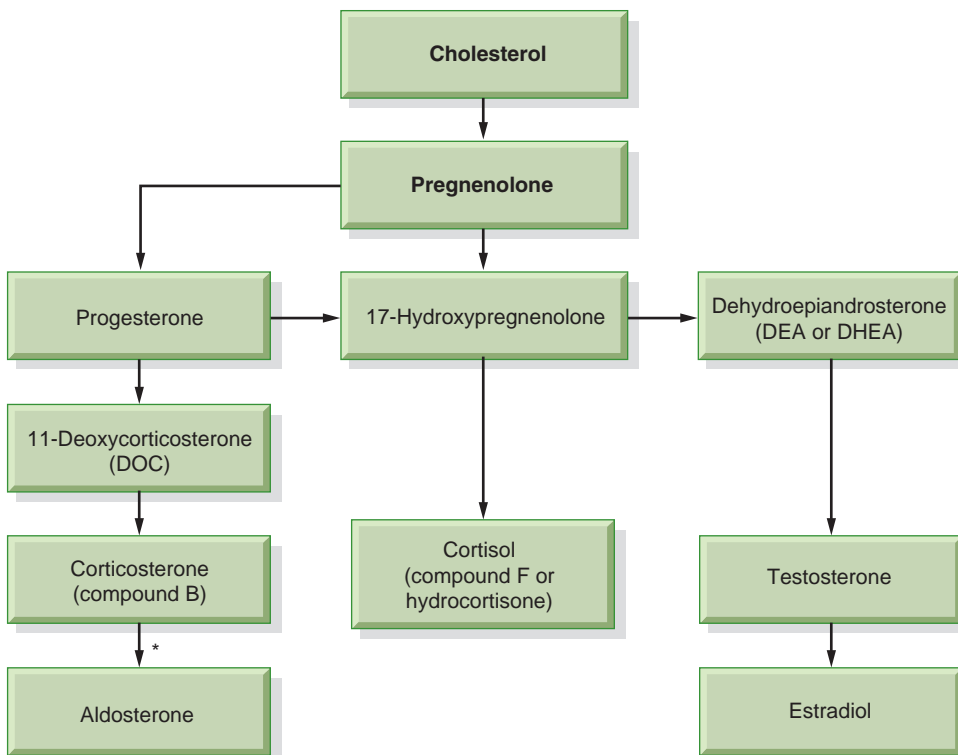 Cholesterol
Pregnenolone
Progesterone
17-Hydroxypregnenolone
Dehydroepiandrosterone
(DEA or DHEA)
11-Deoxycorticosterone
(DOC)
Corticosterone
(compound B)
Cortisol
(compound F or
hydrocortisone)
Testosterone
*
Aldosterone
Estradiol